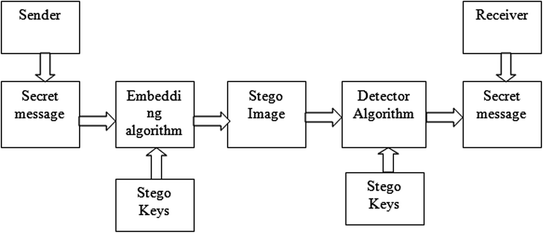 Sender
Receiver
Secret
message
Embeddi
ng
algorithm
Stego
Image
Detector
Algorithm
Secret
message
Stego
Keys
Stego
Keys